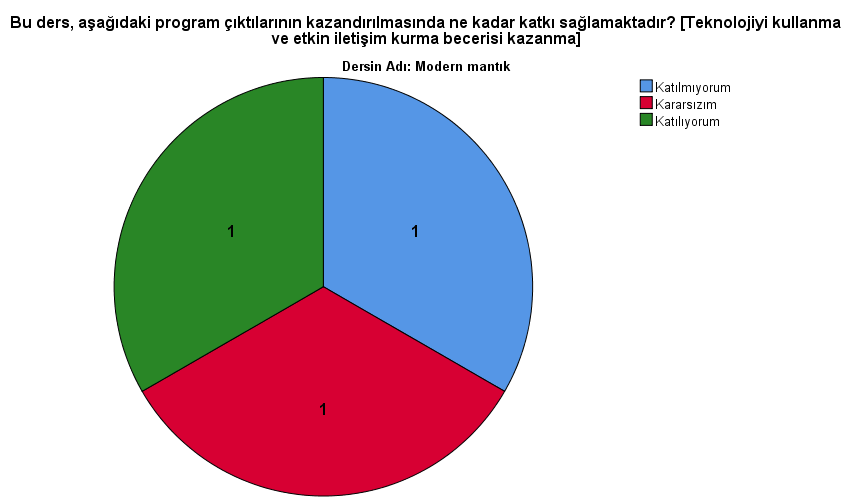 Bu ders, aşağıdaki program çıktılarının kazandırılmasında ne kadar katkı sağlamaktadır? [Teknolojiyi kullanma
ve etkin iletişim kurma becerisi kazanma]
Dersin Adı: Modern mantık
Katılmıyorum
Kararsızım
Katılıyorum
1
1
1